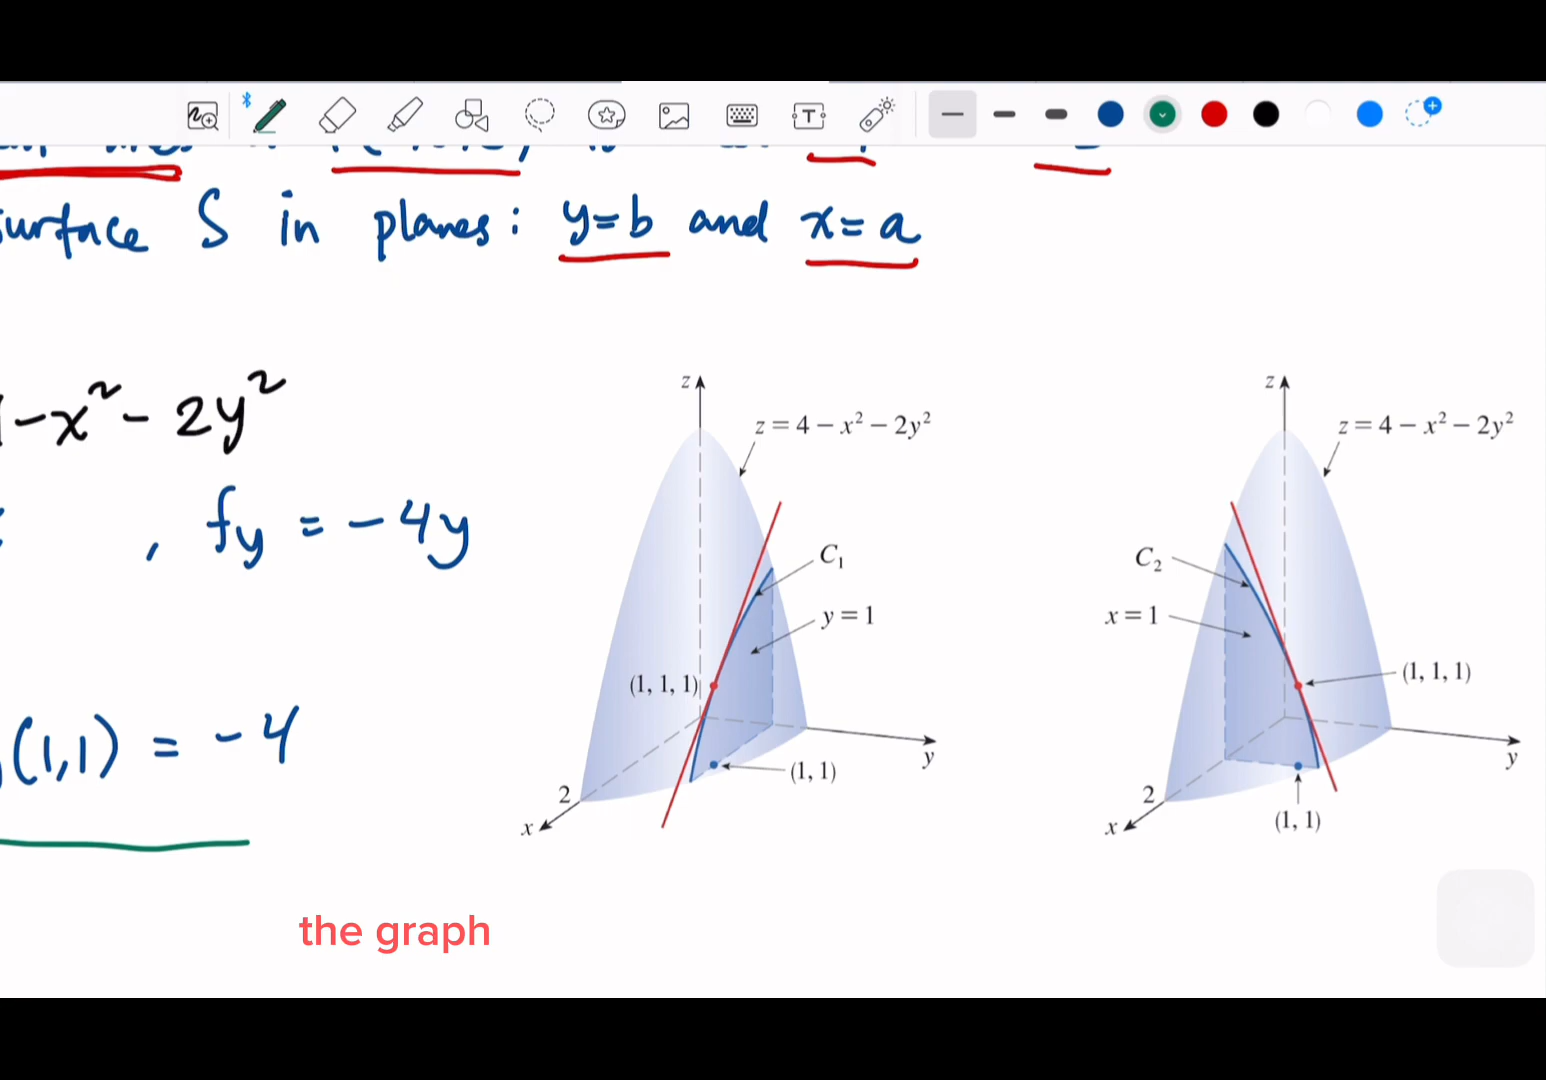 surface S in planes: y=b and x=a
-x² - 2y²
, fy = -4y
(1,1) = -4
z
z = 4 – x² – 2y²
C₁
y = 1
(1, 1, 1)
(1, 1)
2
x
y
z
z = 4 – x² – 2y²
C₂
x = 1
(1, 1, 1)
2
(1, 1)
x
y
the graph